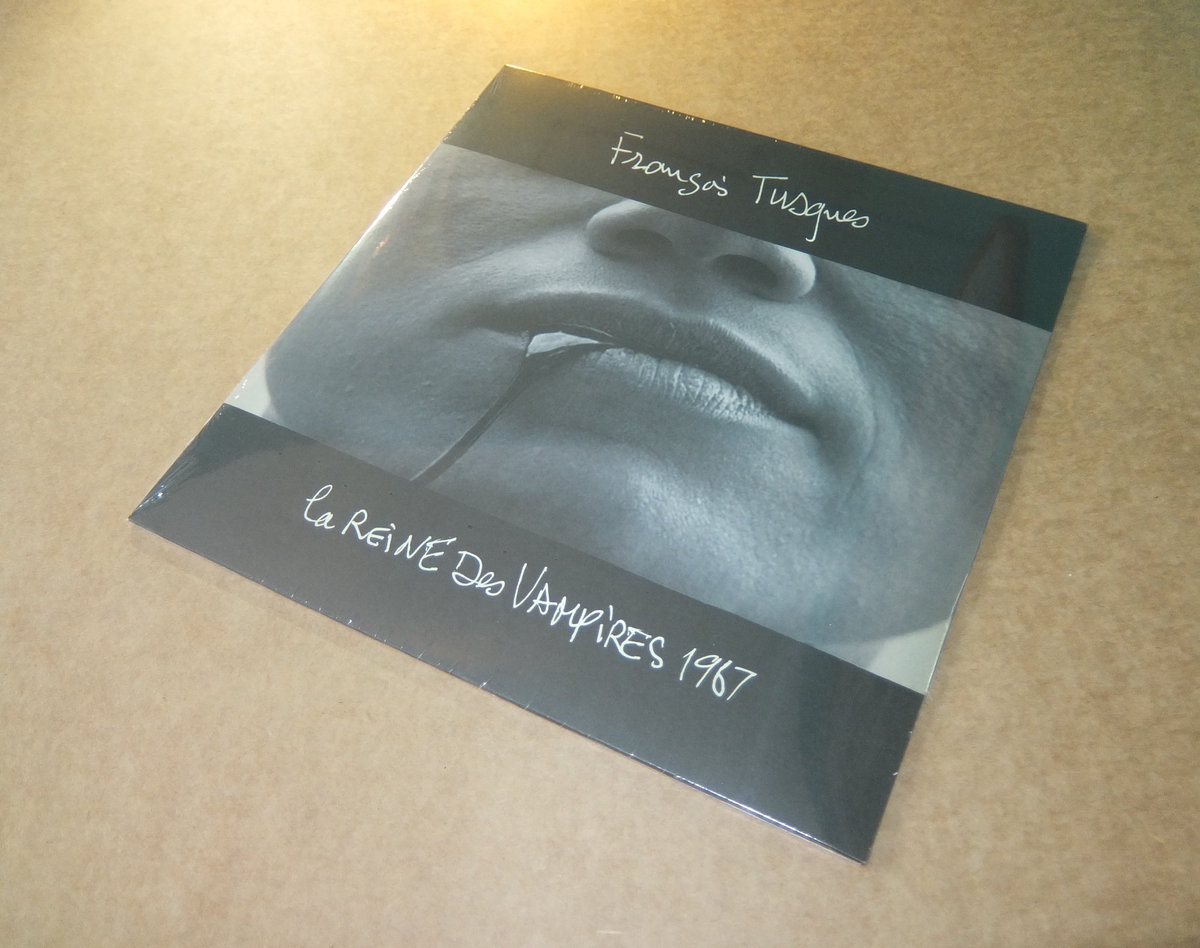 François Tusques
la REiNE Des VAMPiRES 1967